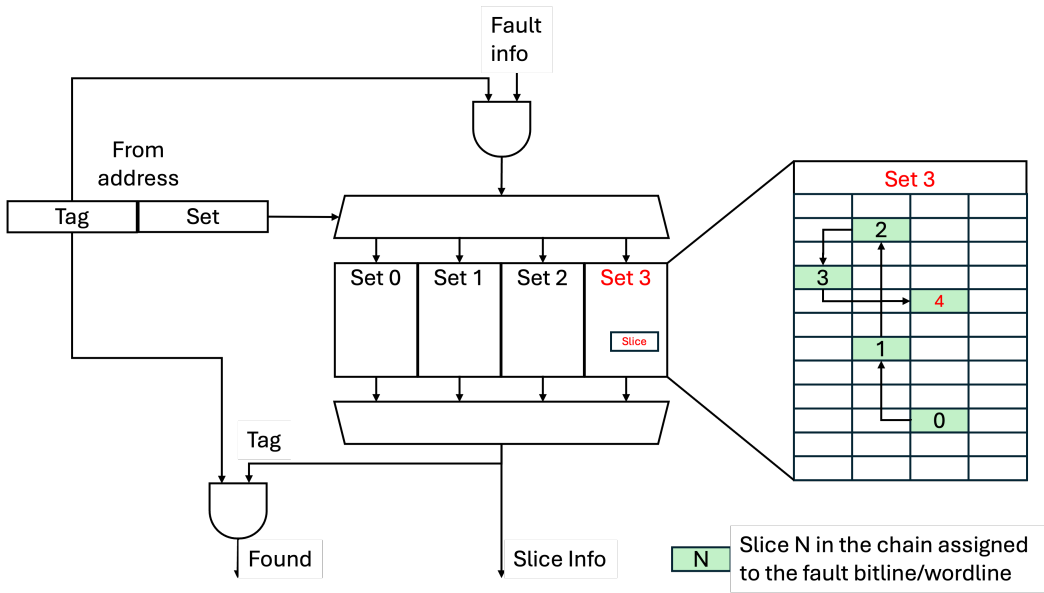 Fault
info
From
address
Tag
Set
Set 0
Set 1
Set 2
Set 3
Slice
Tag
Found
Slice Info
Set 3
2
3
4
1
0
N
Slice N in the chain assigned
to the fault bitline/wordline